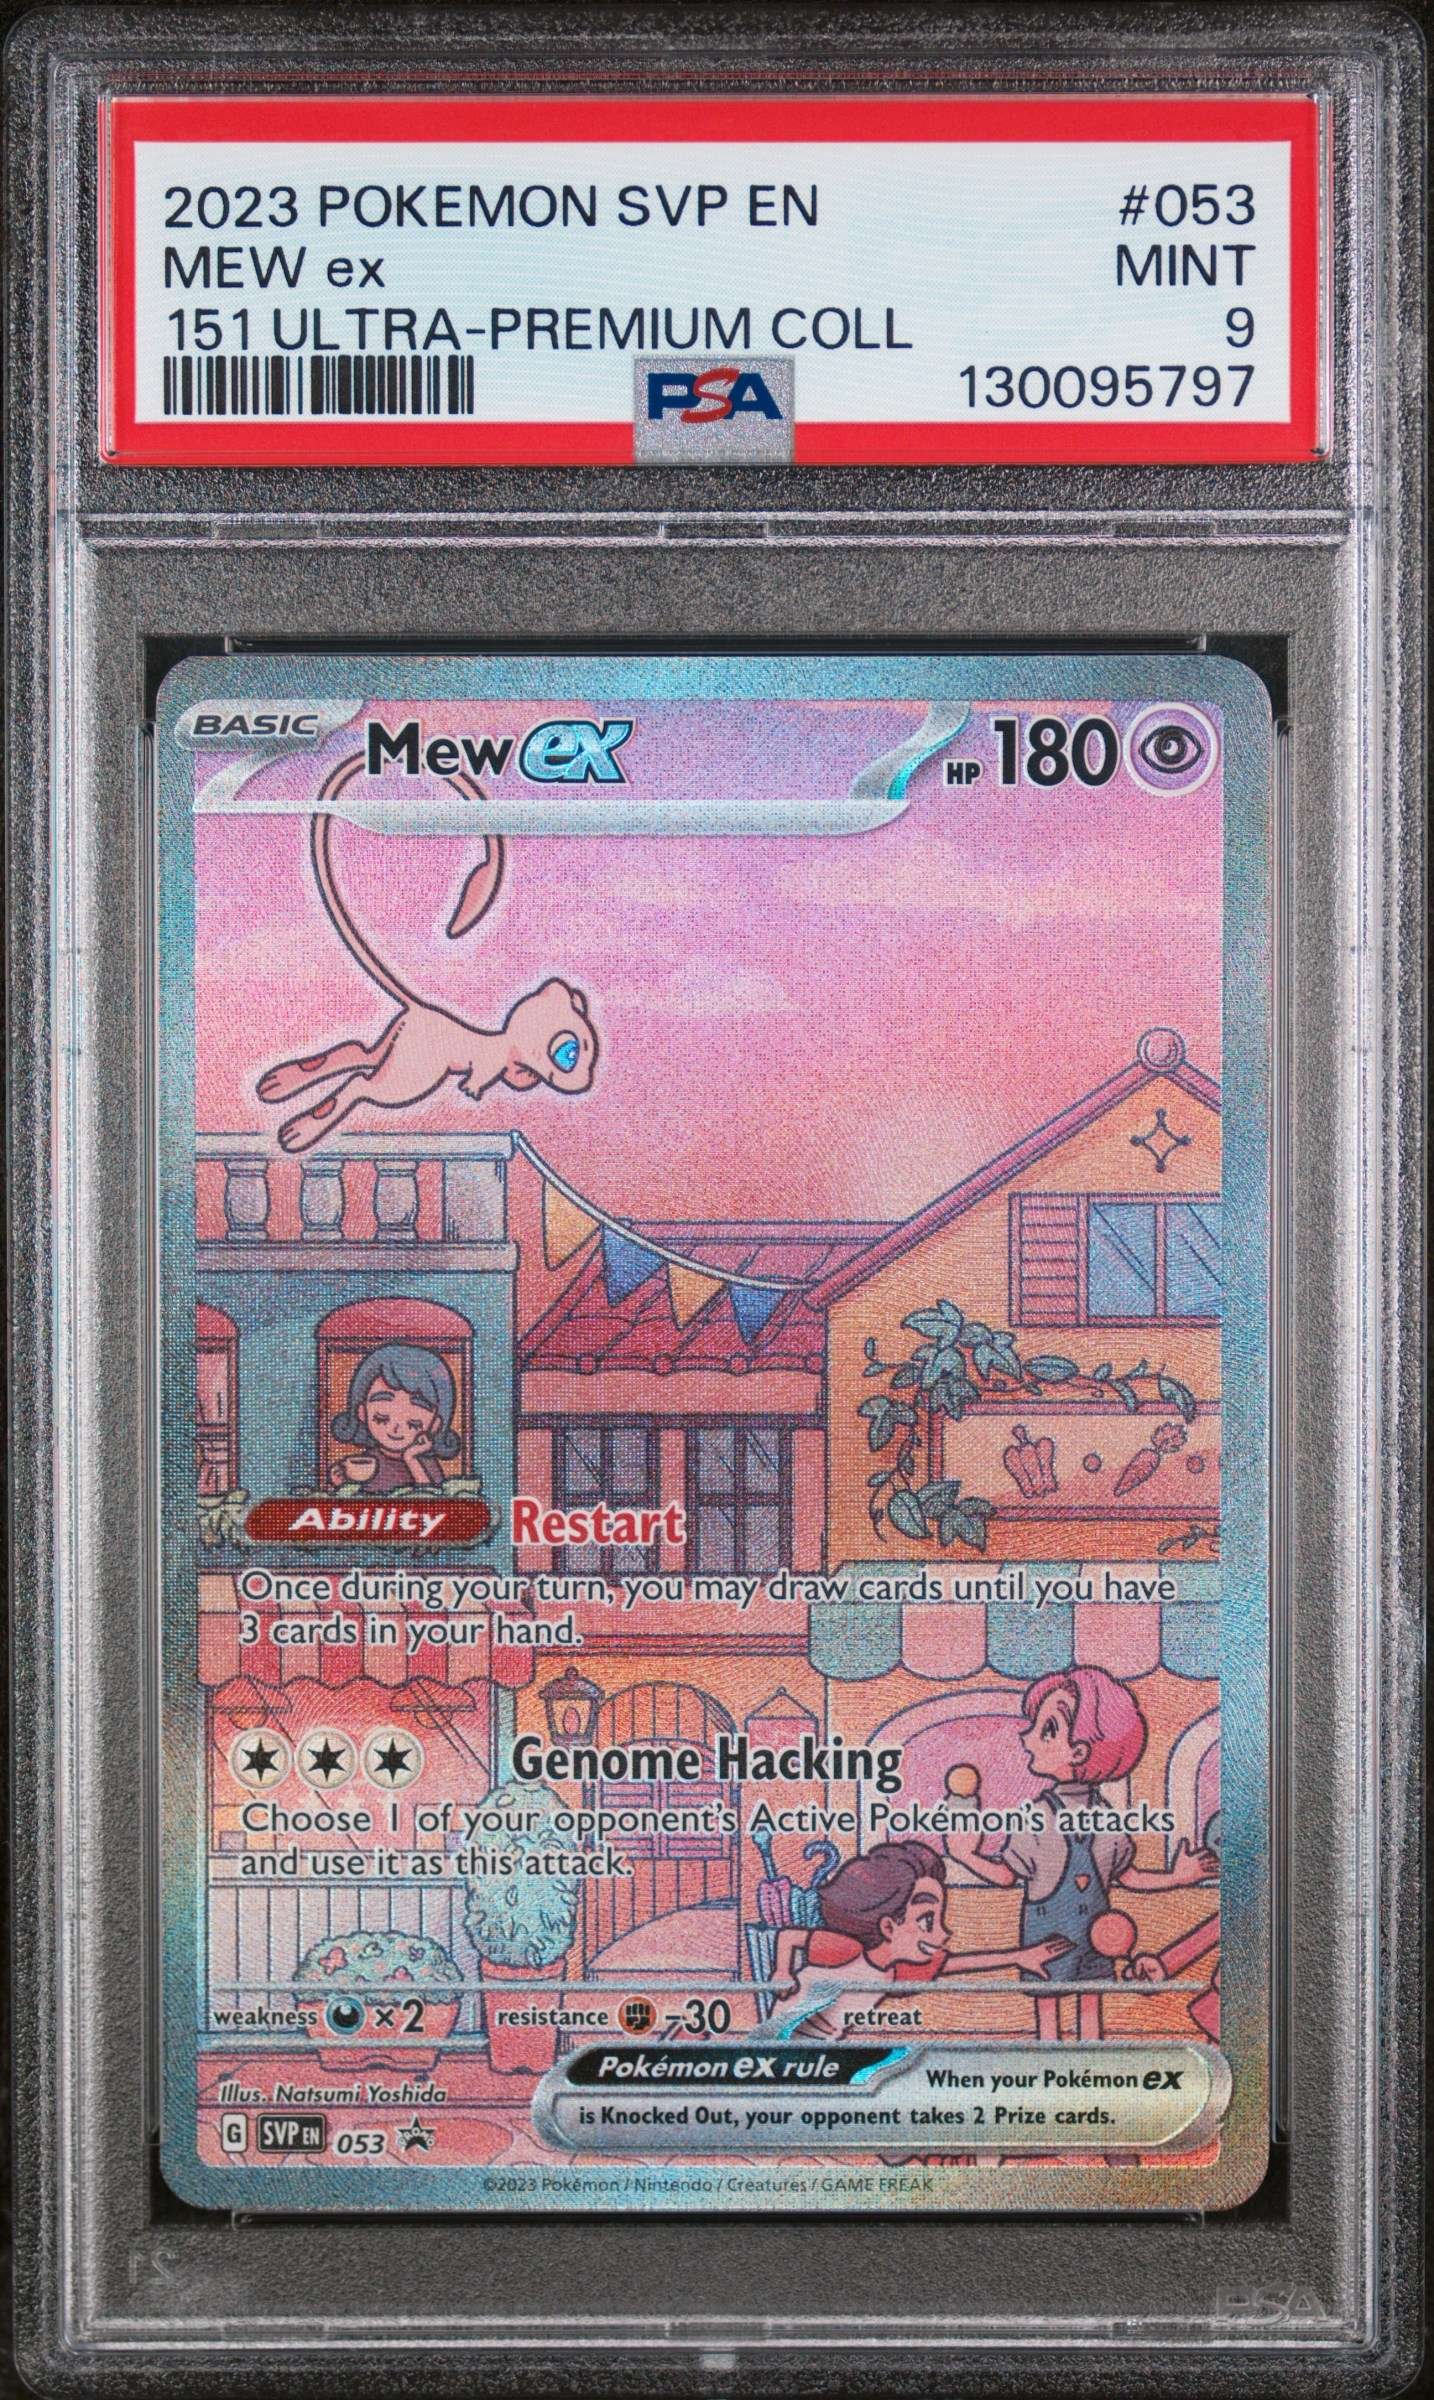 2023 POKEMON SVP EN #053
MEW ex MINT
151 ULTRA-PREMIUM COLL 9
PSA 130095797
BASIC Mew ex HP 180
Ability Restart
Once during your turn, you may draw cards until you have
3 cards in your hand.
Genome Hacking
Choose 1 of your opponent's Active Pokémon's attacks
and use it as this attack.
weakness ×2 resistance -30 retreat
Pokémon ex rule When your Pokémon ex
is Knocked Out, your opponent takes 2 Prize cards.
Illus. Natsumi Yoshida
G SVP EN 053 PROMO
©2023 Pokémon / Nintendo / Creatures / GAME FREAK
21
PSA